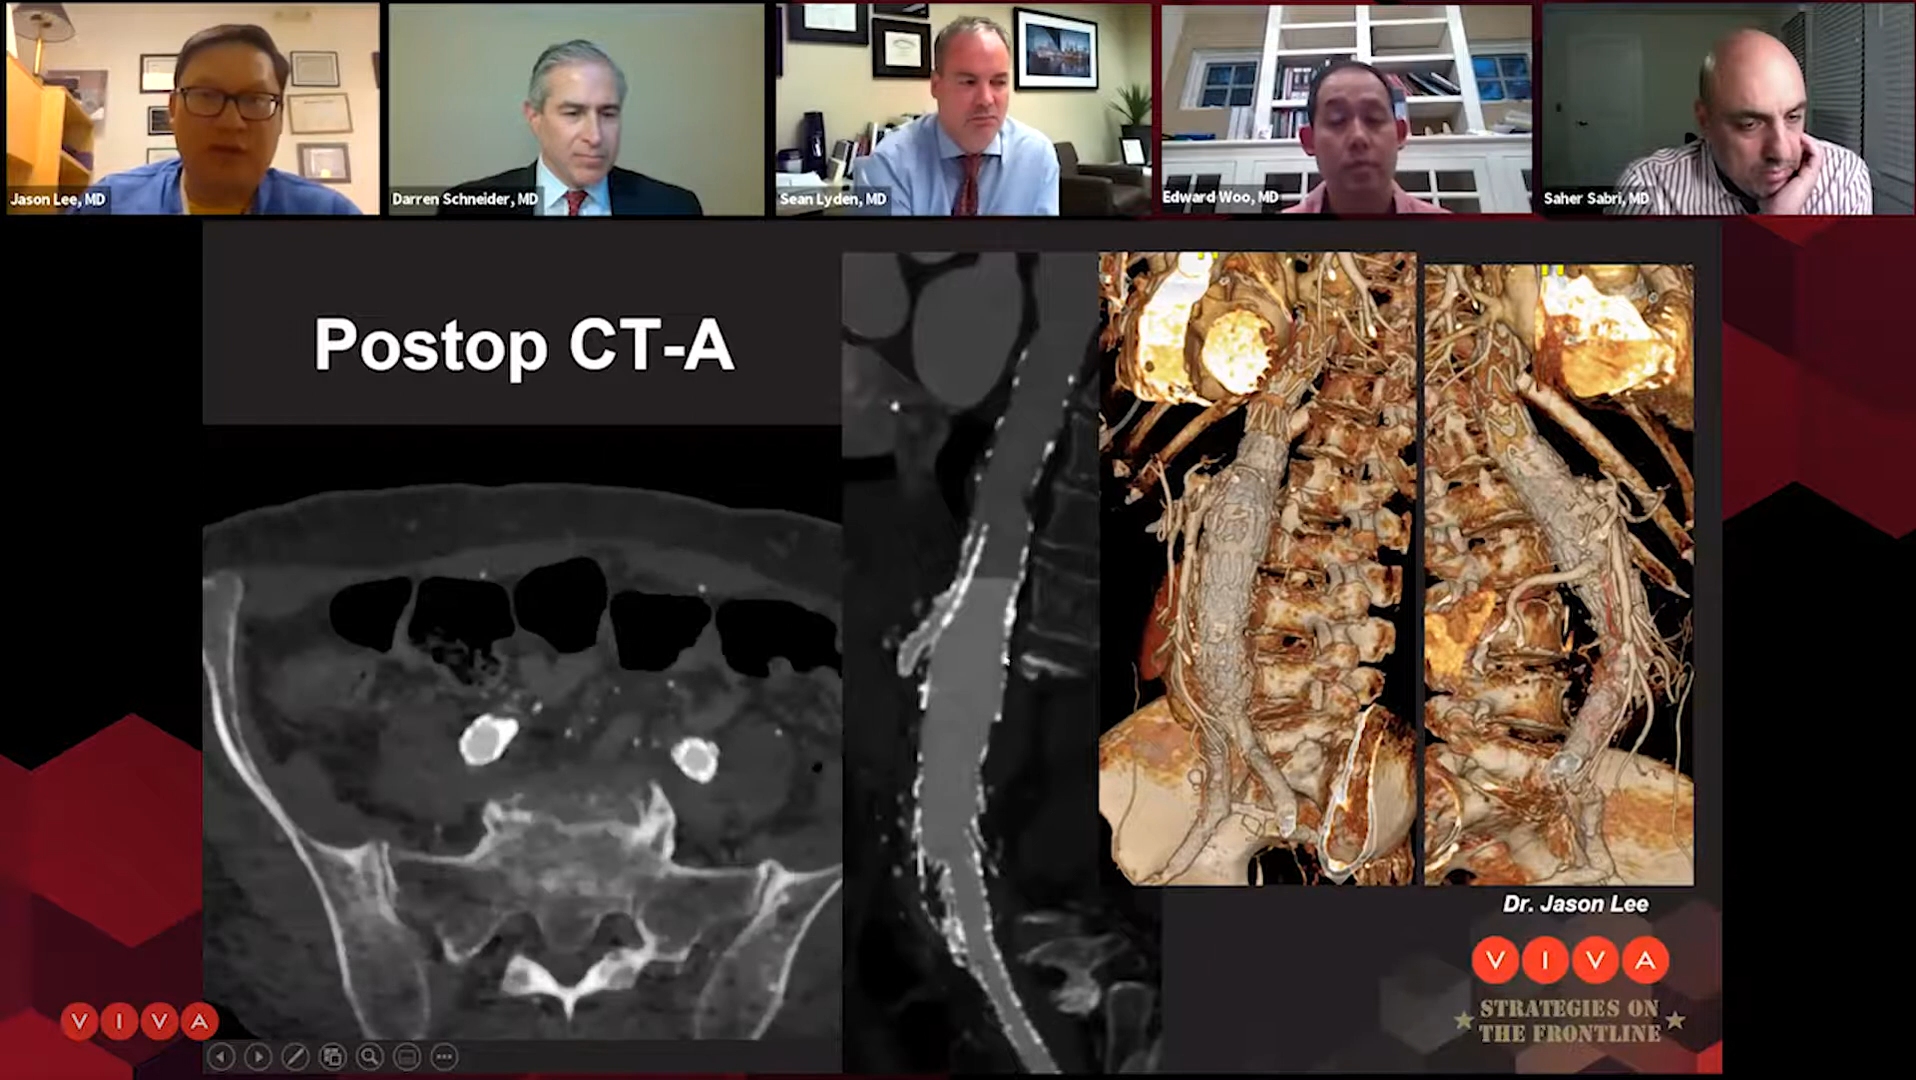 Jason Lee, MD
Darren Schneider, MD
Sean Lyden, MD
Edward Woo, MD
Saher Sabri, MD
Postop CT-A
Dr. Jason Lee
VIVA
STRATEGIES ON
THE FRONTLINE
VIVA